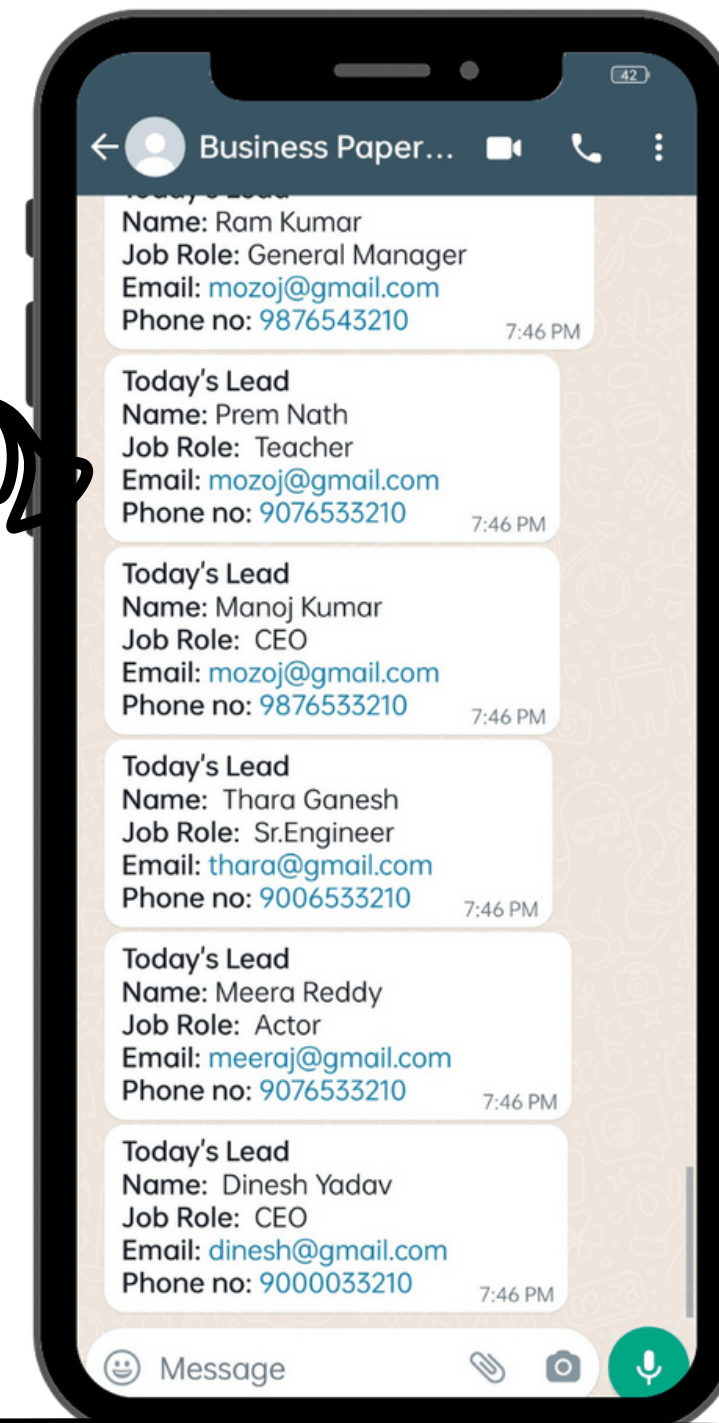 42
Business Paper...
Today's Lead
Name: Ram Kumar
Job Role: General Manager
Email: mozoj@gmail.com
Phone no: 9876543210
7:46 PM
Today's Lead
Name: Prem Nath
Job Role: Teacher
Email: mozoj@gmail.com
Phone no: 9076533210
7:46 PM
Today's Lead
Name: Manoj Kumar
Job Role: CEO
Email: mozoj@gmail.com
Phone no: 9876533210
7:46 PM
Today's Lead
Name: Thara Ganesh
Job Role: Sr.Engineer
Email: thara@gmail.com
Phone no: 9006533210
7:46 PM
Today's Lead
Name: Meera Reddy
Job Role: Actor
Email: meeraj@gmail.com
Phone no: 9076533210
7:46 PM
Today's Lead
Name: Dinesh Yadav
Job Role: CEO
Email: dinesh@gmail.com
Phone no: 9000033210
7:46 PM
Message